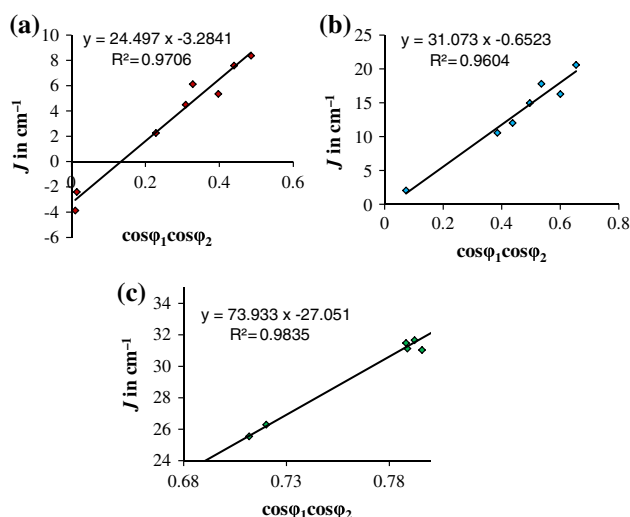 (a)
y = 24.497 x -3.2841
R²= 0.9706
J in cm⁻¹
10
8
6
4
2
0
-2
-4
-6
0 0.2 0.4 0.6
cosφ₁cosφ₂
(b)
y = 31.073 x -0.6523
R²= 0.9604
J in cm⁻¹
25
20
15
10
5
0
0 0.2 0.4 0.6 0.8
cosφ₁cosφ₂
(c)
y = 73.933 x -27.051
R²= 0.9835
J in cm⁻¹
34
32
30
28
26
24
0.68 0.73 0.78
cosφ₁cosφ₂